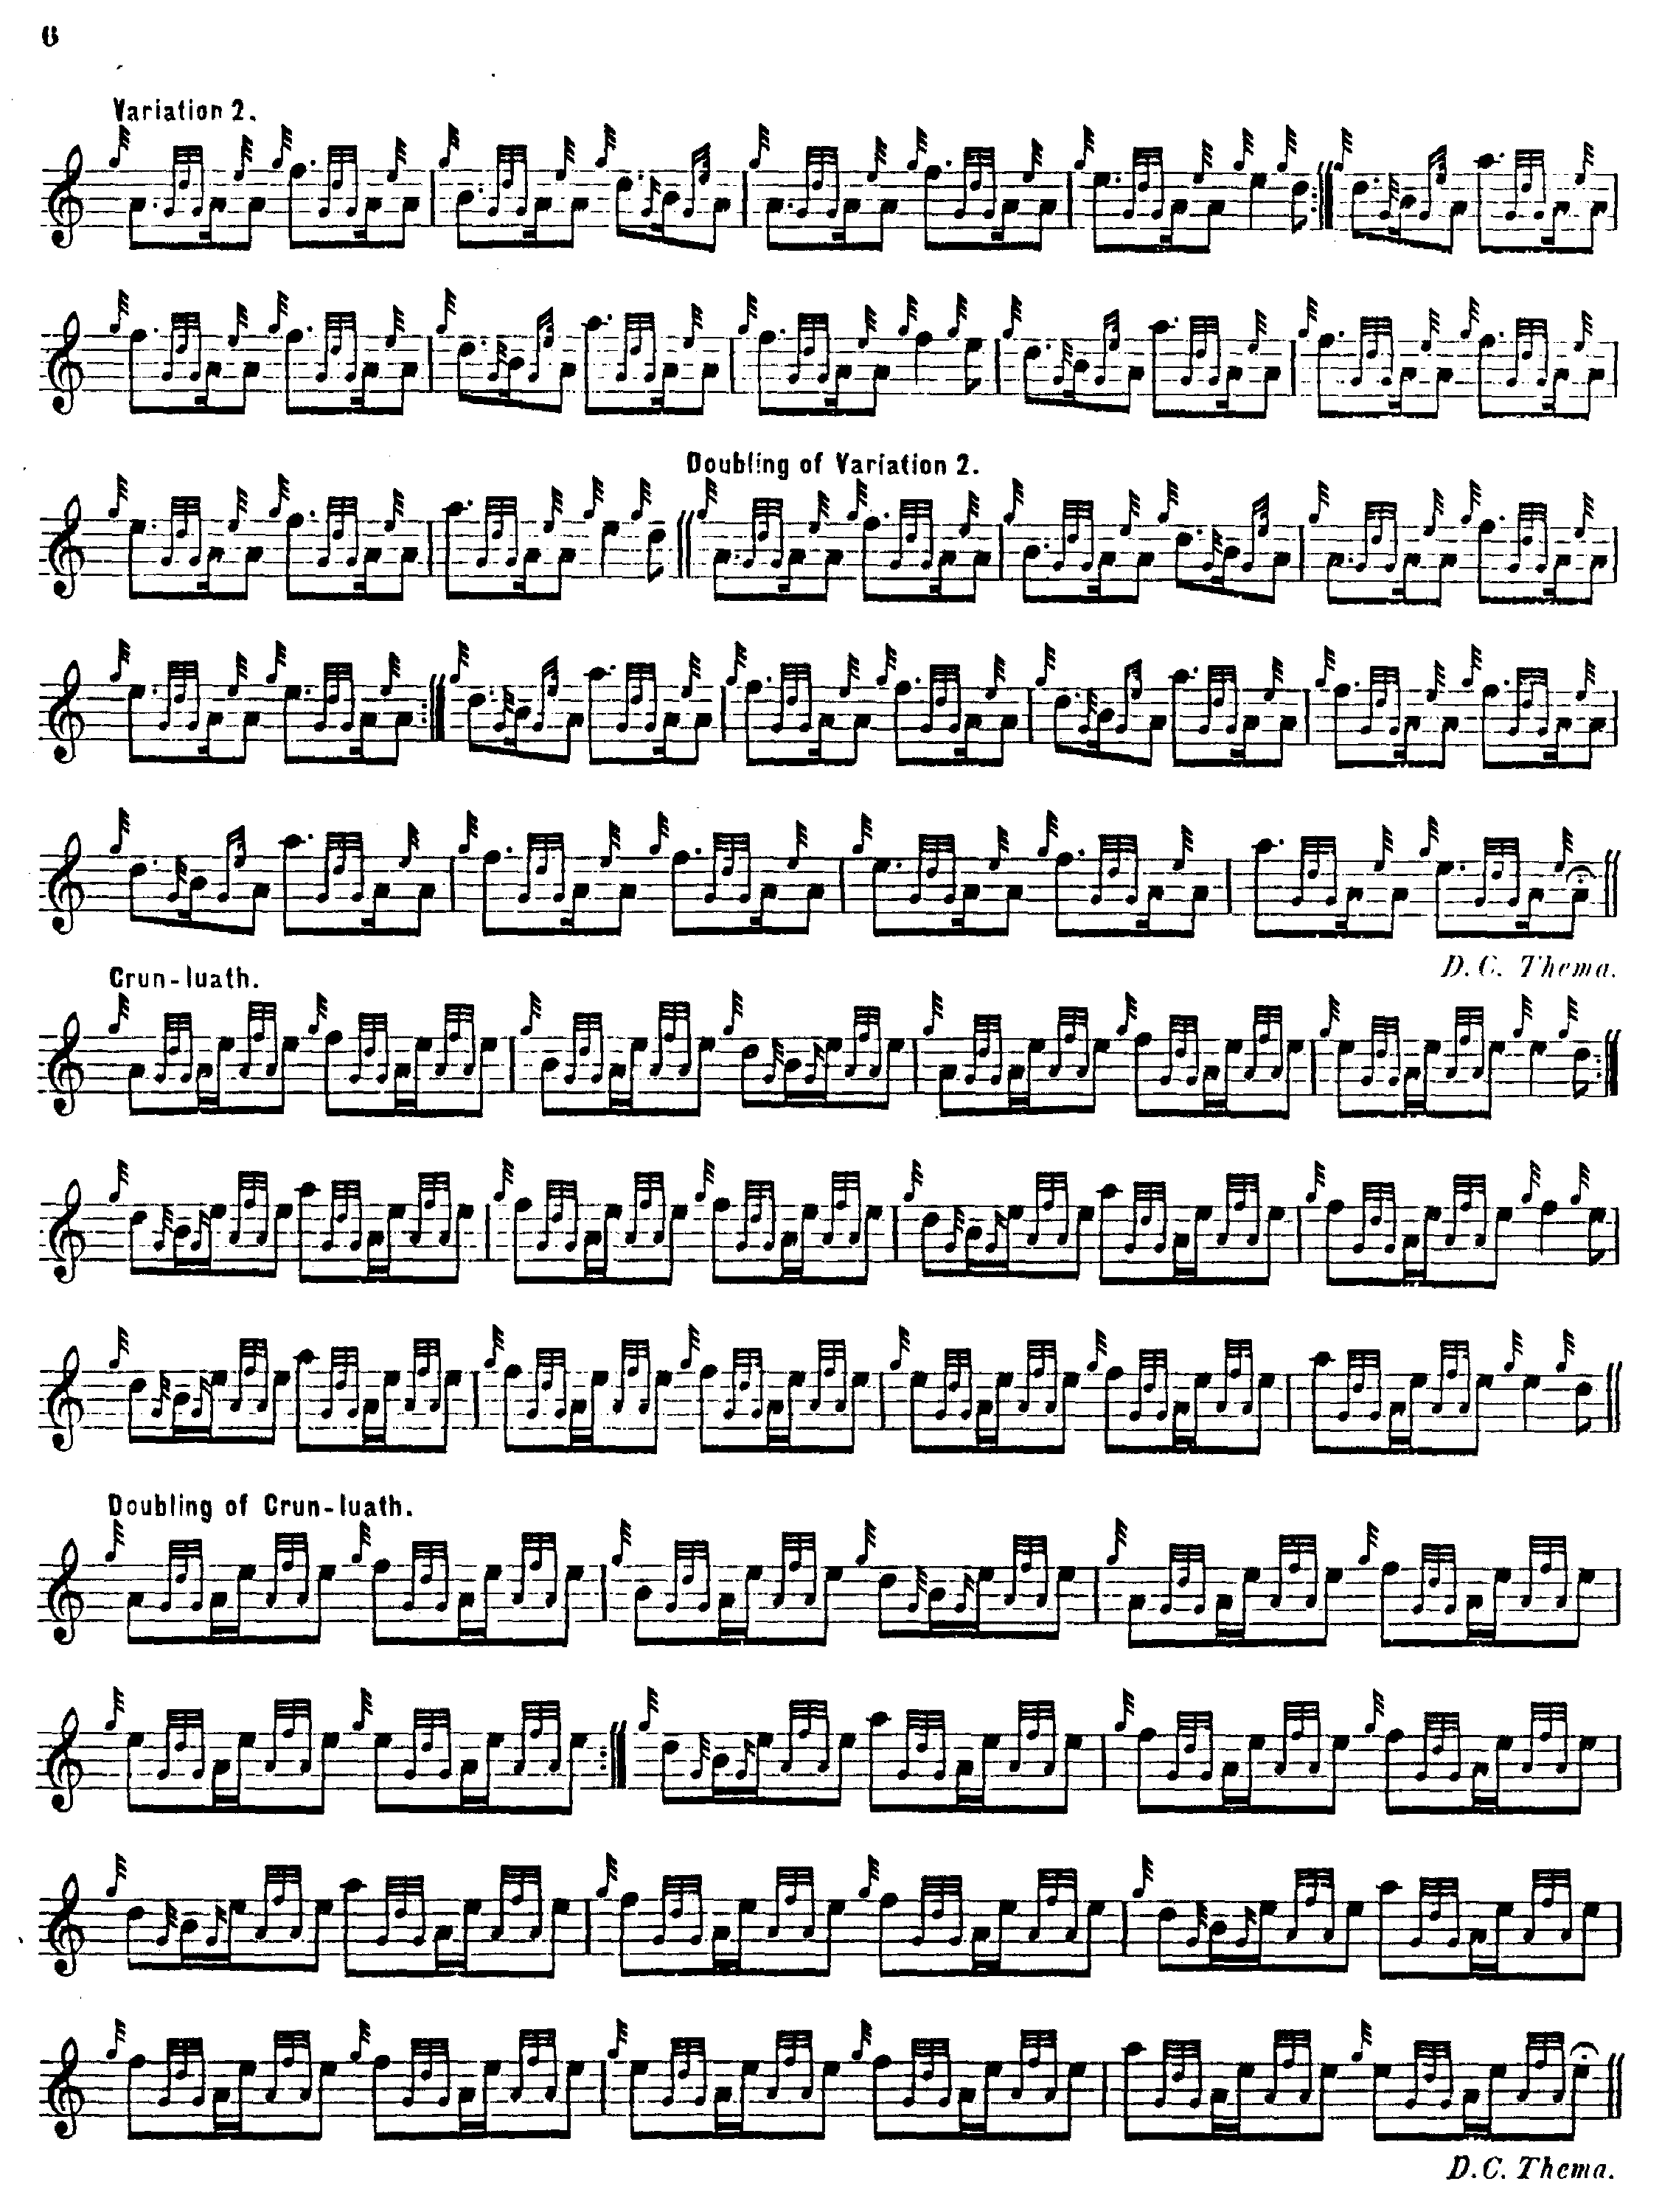 6
Variation 2.
Doubling of Variation 2.
D.C. Thema.
Crun-luath.
Doubling of Crun-luath.
D.C. Thema.